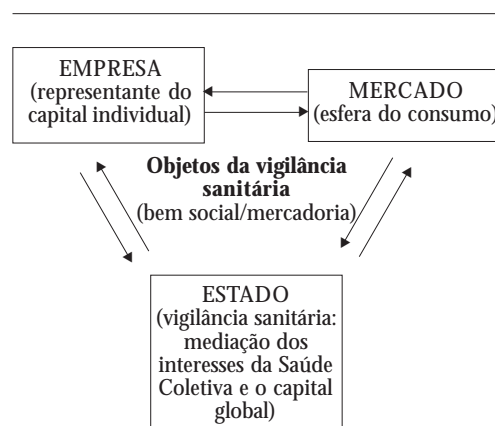 EMPRESA
(representante do
capital individual)
MERCADO
(esfera do consumo)
Objetos da vigilância
sanitária
(bem social/mercadoria)
ESTADO
(vigilância sanitária:
mediação dos
interesses da Saúde
Coletiva e o capital
global)